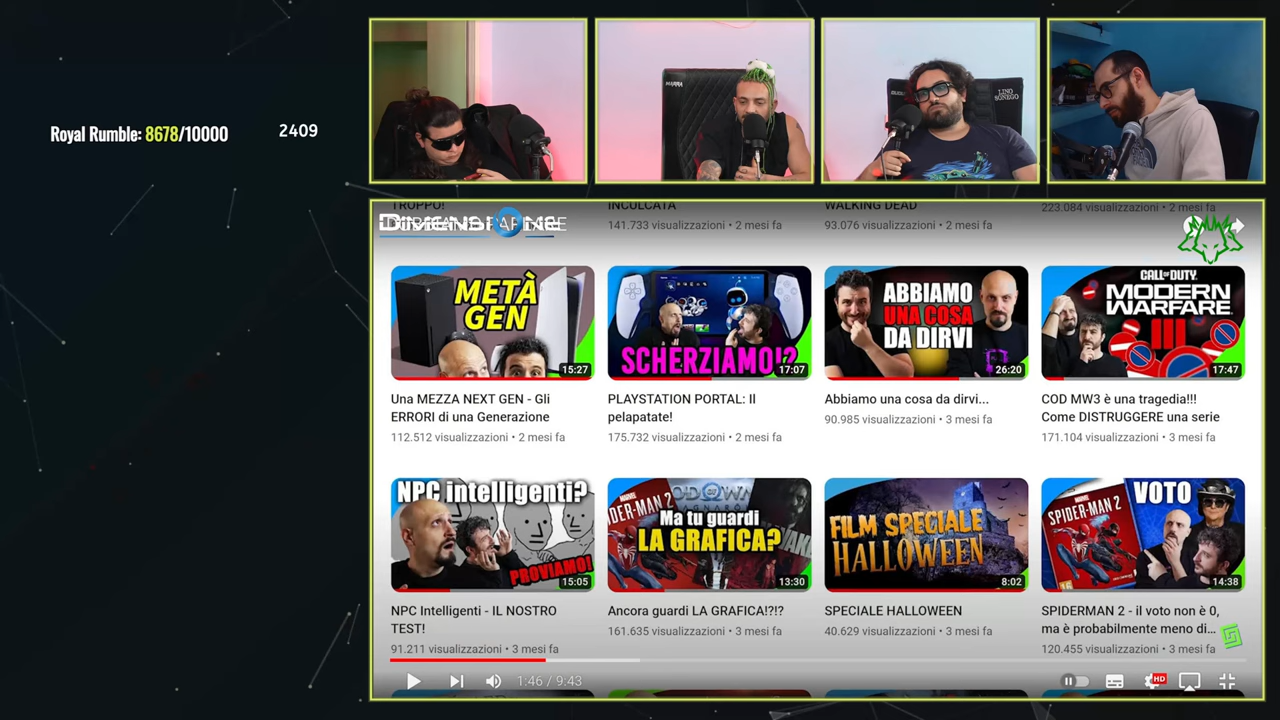 Royal Rumble: 8678/10000
2409
MARRA
LINO
SONEGO
TROPPO!
INCULCATA
WALKING DEAD
141.733 visualizzazioni • 2 mesi fa
93.076 visualizzazioni • 2 mesi fa
223.084 visualizzazioni • 2 mesi fa
METÀ
GEN
15:27
SCHERZIAMO!?
17:07
ABBIAMO
UNA COSA
DA DIRVI
26:20
CALL OF DUTY
MODERN
WARFARE
III
17:47
Una MEZZA NEXT GEN - Gli
ERRORI di una Generazione
112.512 visualizzazioni • 2 mesi fa
PLAYSTATION PORTAL: Il
pelapatate!
175.732 visualizzazioni • 2 mesi fa
Abbiamo una cosa da dirvi...
90.985 visualizzazioni • 3 mesi fa
COD MW3 è una tragedia!!!
Come DISTRUGGERE una serie
171.104 visualizzazioni • 3 mesi fa
NPC intelligenti?
PROVIAMO!
15:05
MARVEL
Ma tu guardi
LA GRAFICA?
13:30
FILM SPECIALE
HALLOWEEN
8:02
MARVEL
SPIDER-MAN 2
VOTO
14:38
NPC Intelligenti - IL NOSTRO
TEST!
91.211 visualizzazioni • 3 mesi fa
Ancora guardi LA GRAFICA!?!?
161.635 visualizzazioni • 3 mesi fa
SPECIALE HALLOWEEN
40.629 visualizzazioni • 3 mesi fa
SPIDERMAN 2 - il voto non è 0,
ma è probabilmente meno di...
120.455 visualizzazioni • 3 mesi fa
1:46 / 9:43
HD